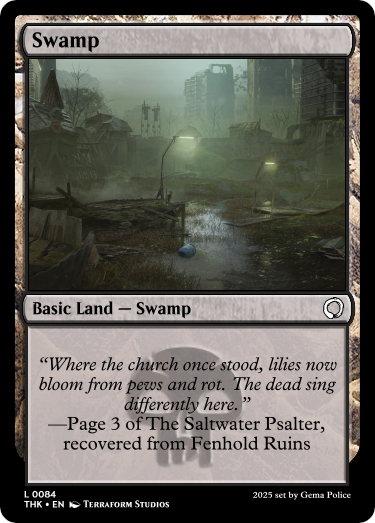 Swamp
Basic Land — Swamp
“Where the church once stood, lilies now
bloom from pews and rot. The dead sing
differently here.”
—Page 3 of The Saltwater Psalter,
recovered from Fenhold Ruins
L 0084
THK • EN Terraform Studios
2025 set by Gema Police